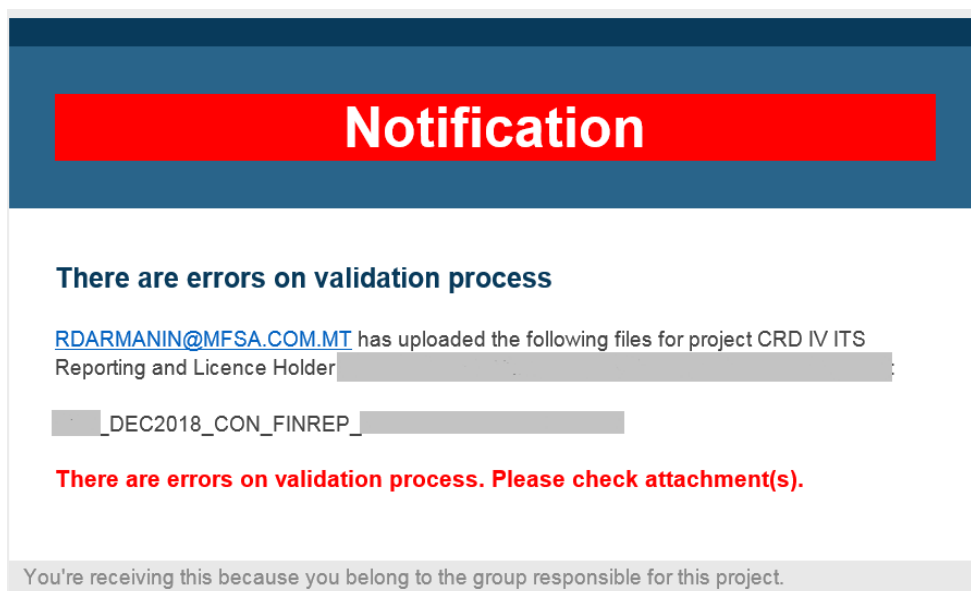 Notification
There are errors on validation process
RDARMANIN@MFSA.COM.MT has uploaded the following files for project CRD IV ITS
Reporting and Licence Holder :
_DEC2018_CON_FINREP_
There are errors on validation process. Please check attachment(s).
You're receiving this because you belong to the group responsible for this project.